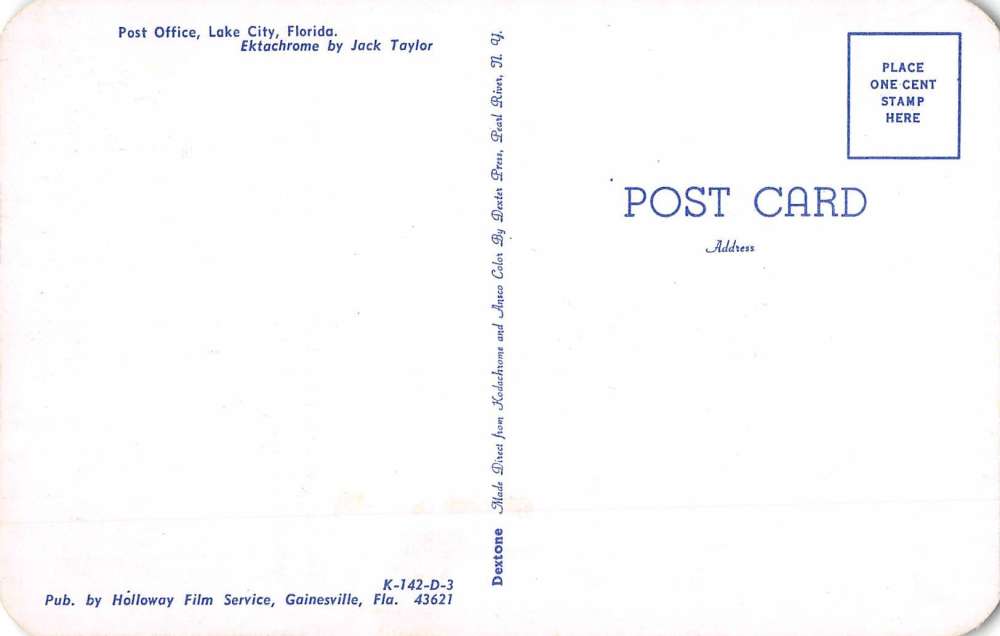 Post Office, Lake City, Florida.
Ektachrome by Jack Taylor
K-142-D-3
Pub. by Holloway Film Service, Gainesville, Fla. 43621
Dextone Made Direct from Kodachrome and Ansco Color By Dexter Press, Pearl River, N. Y.
PLACE
ONE CENT
STAMP
HERE
POST CARD
Address